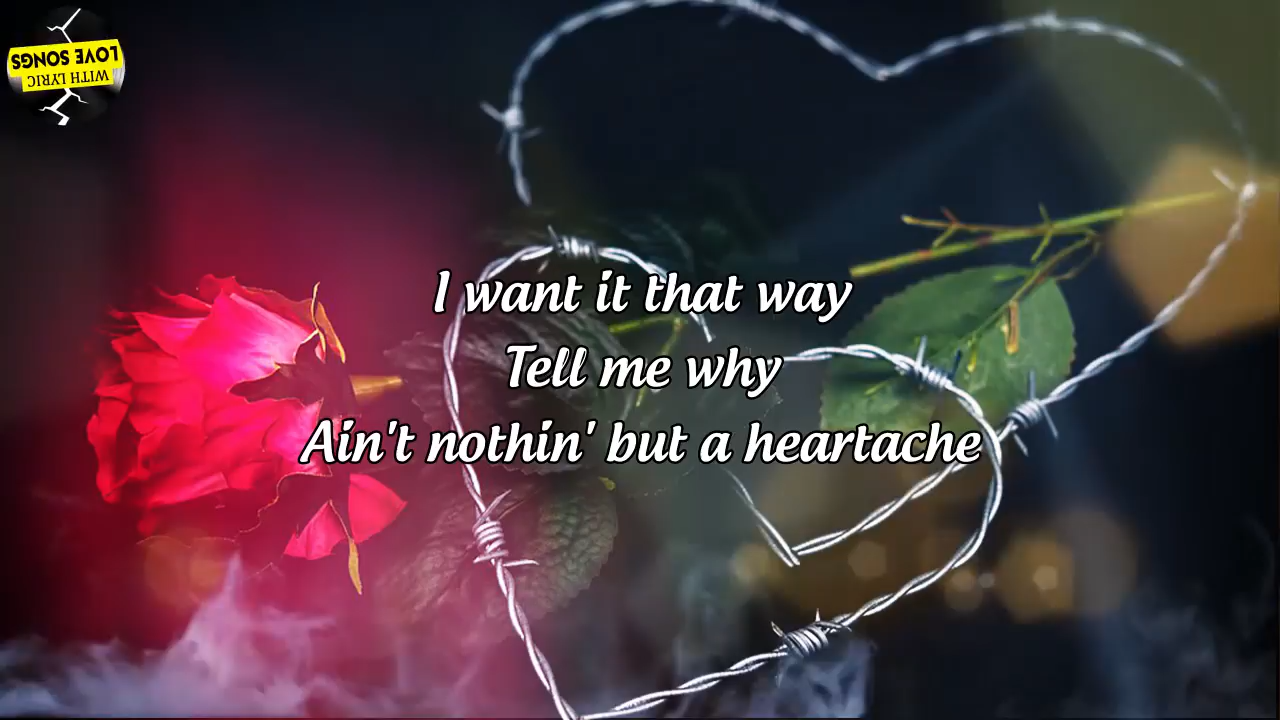 LOVE SONGS
WITH LYRIC
I want it that way
Tell me why
Ain't nothin' but a heartache